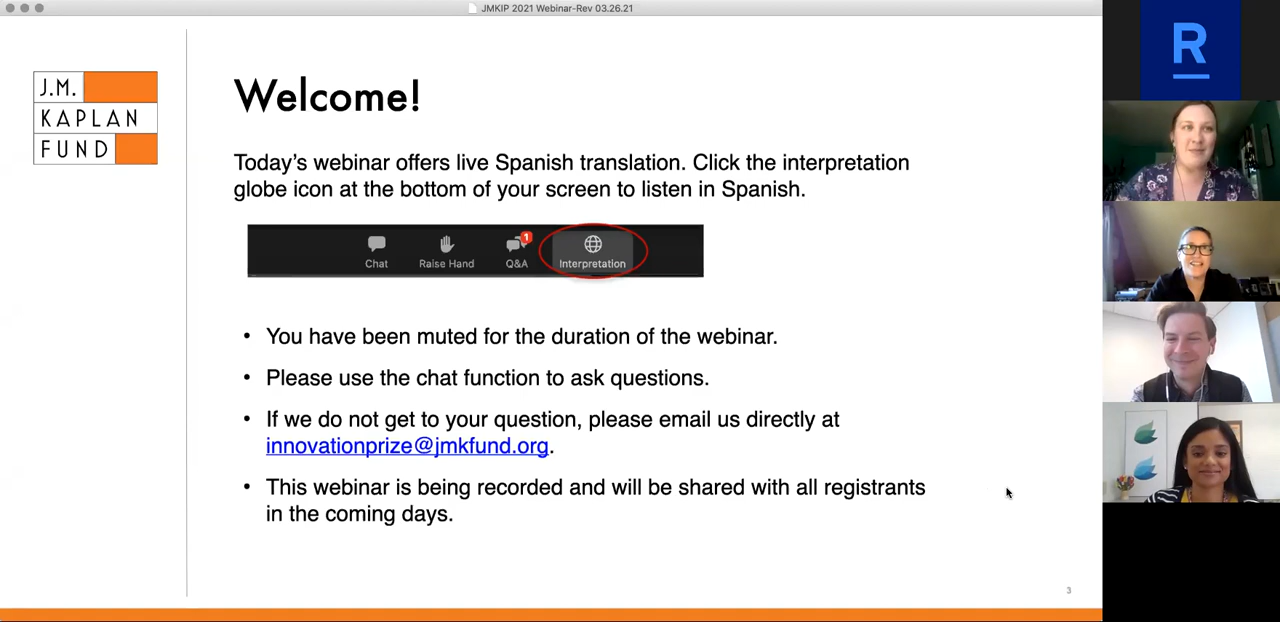 JMKIP 2021 Webinar-Rev 03.26.21
J.M.
KAPLAN
FUND
Welcome!
Today's webinar offers live Spanish translation. Click the interpretation
globe icon at the bottom of your screen to listen in Spanish.
1
Chat Raise Hand Q&A Interpretation
• You have been muted for the duration of the webinar.
• Please use the chat function to ask questions.
• If we do not get to your question, please email us directly at
innovationprize@jmkfund.org.
• This webinar is being recorded and will be shared with all registrants
in the coming days.
3
R